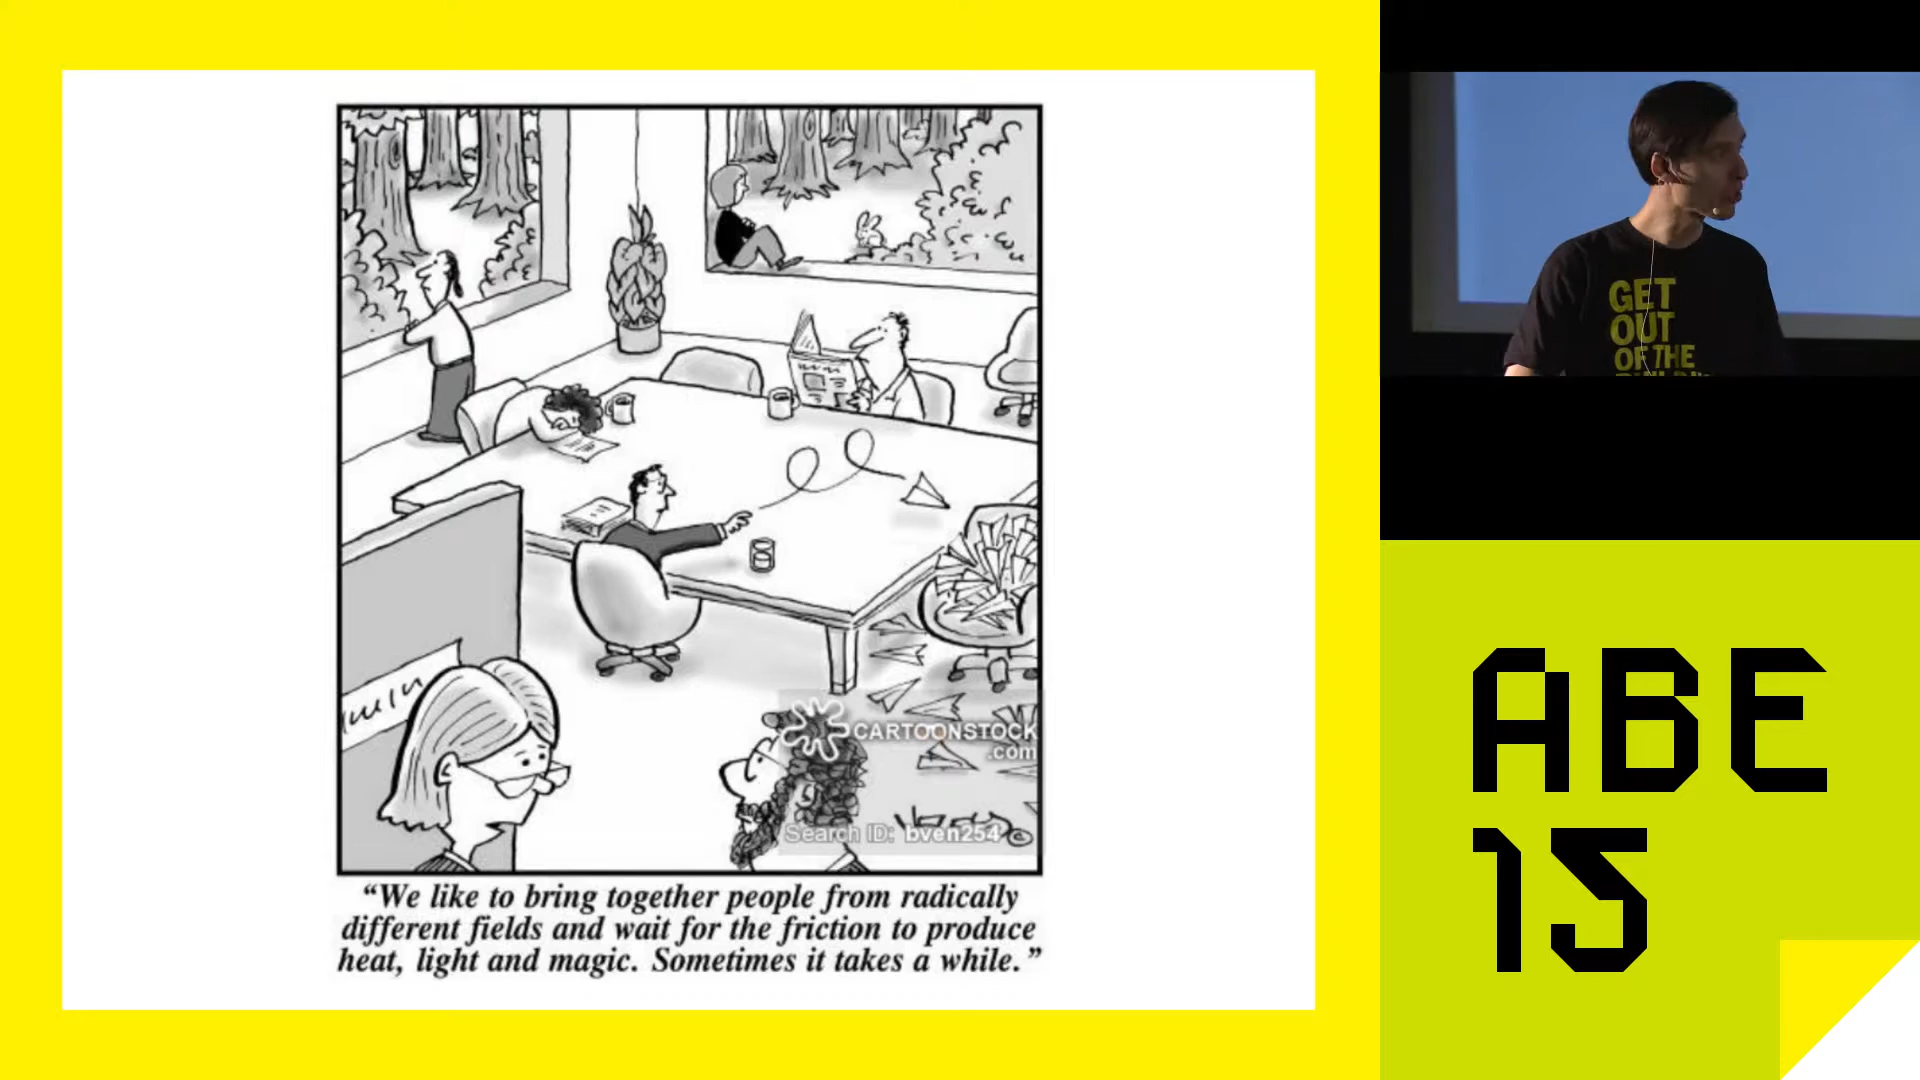 CARTOONSTOCK
.com
Search ID: bven254
“We like to bring together people from radically
different fields and wait for the friction to produce
heat, light and magic. Sometimes it takes a while.”
GET
OUT
OF THE
ABE
15